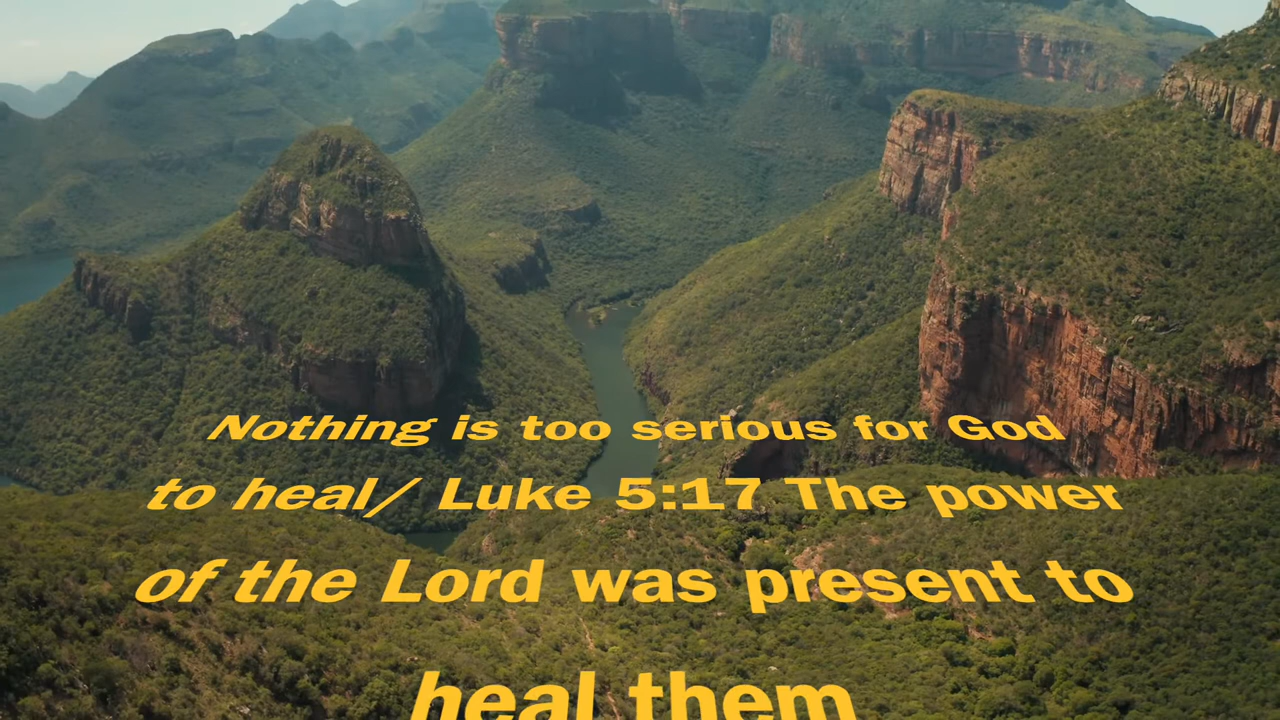 Nothing is too serious for God
to heal/ Luke 5:17 The power
of the Lord was present to
heal them